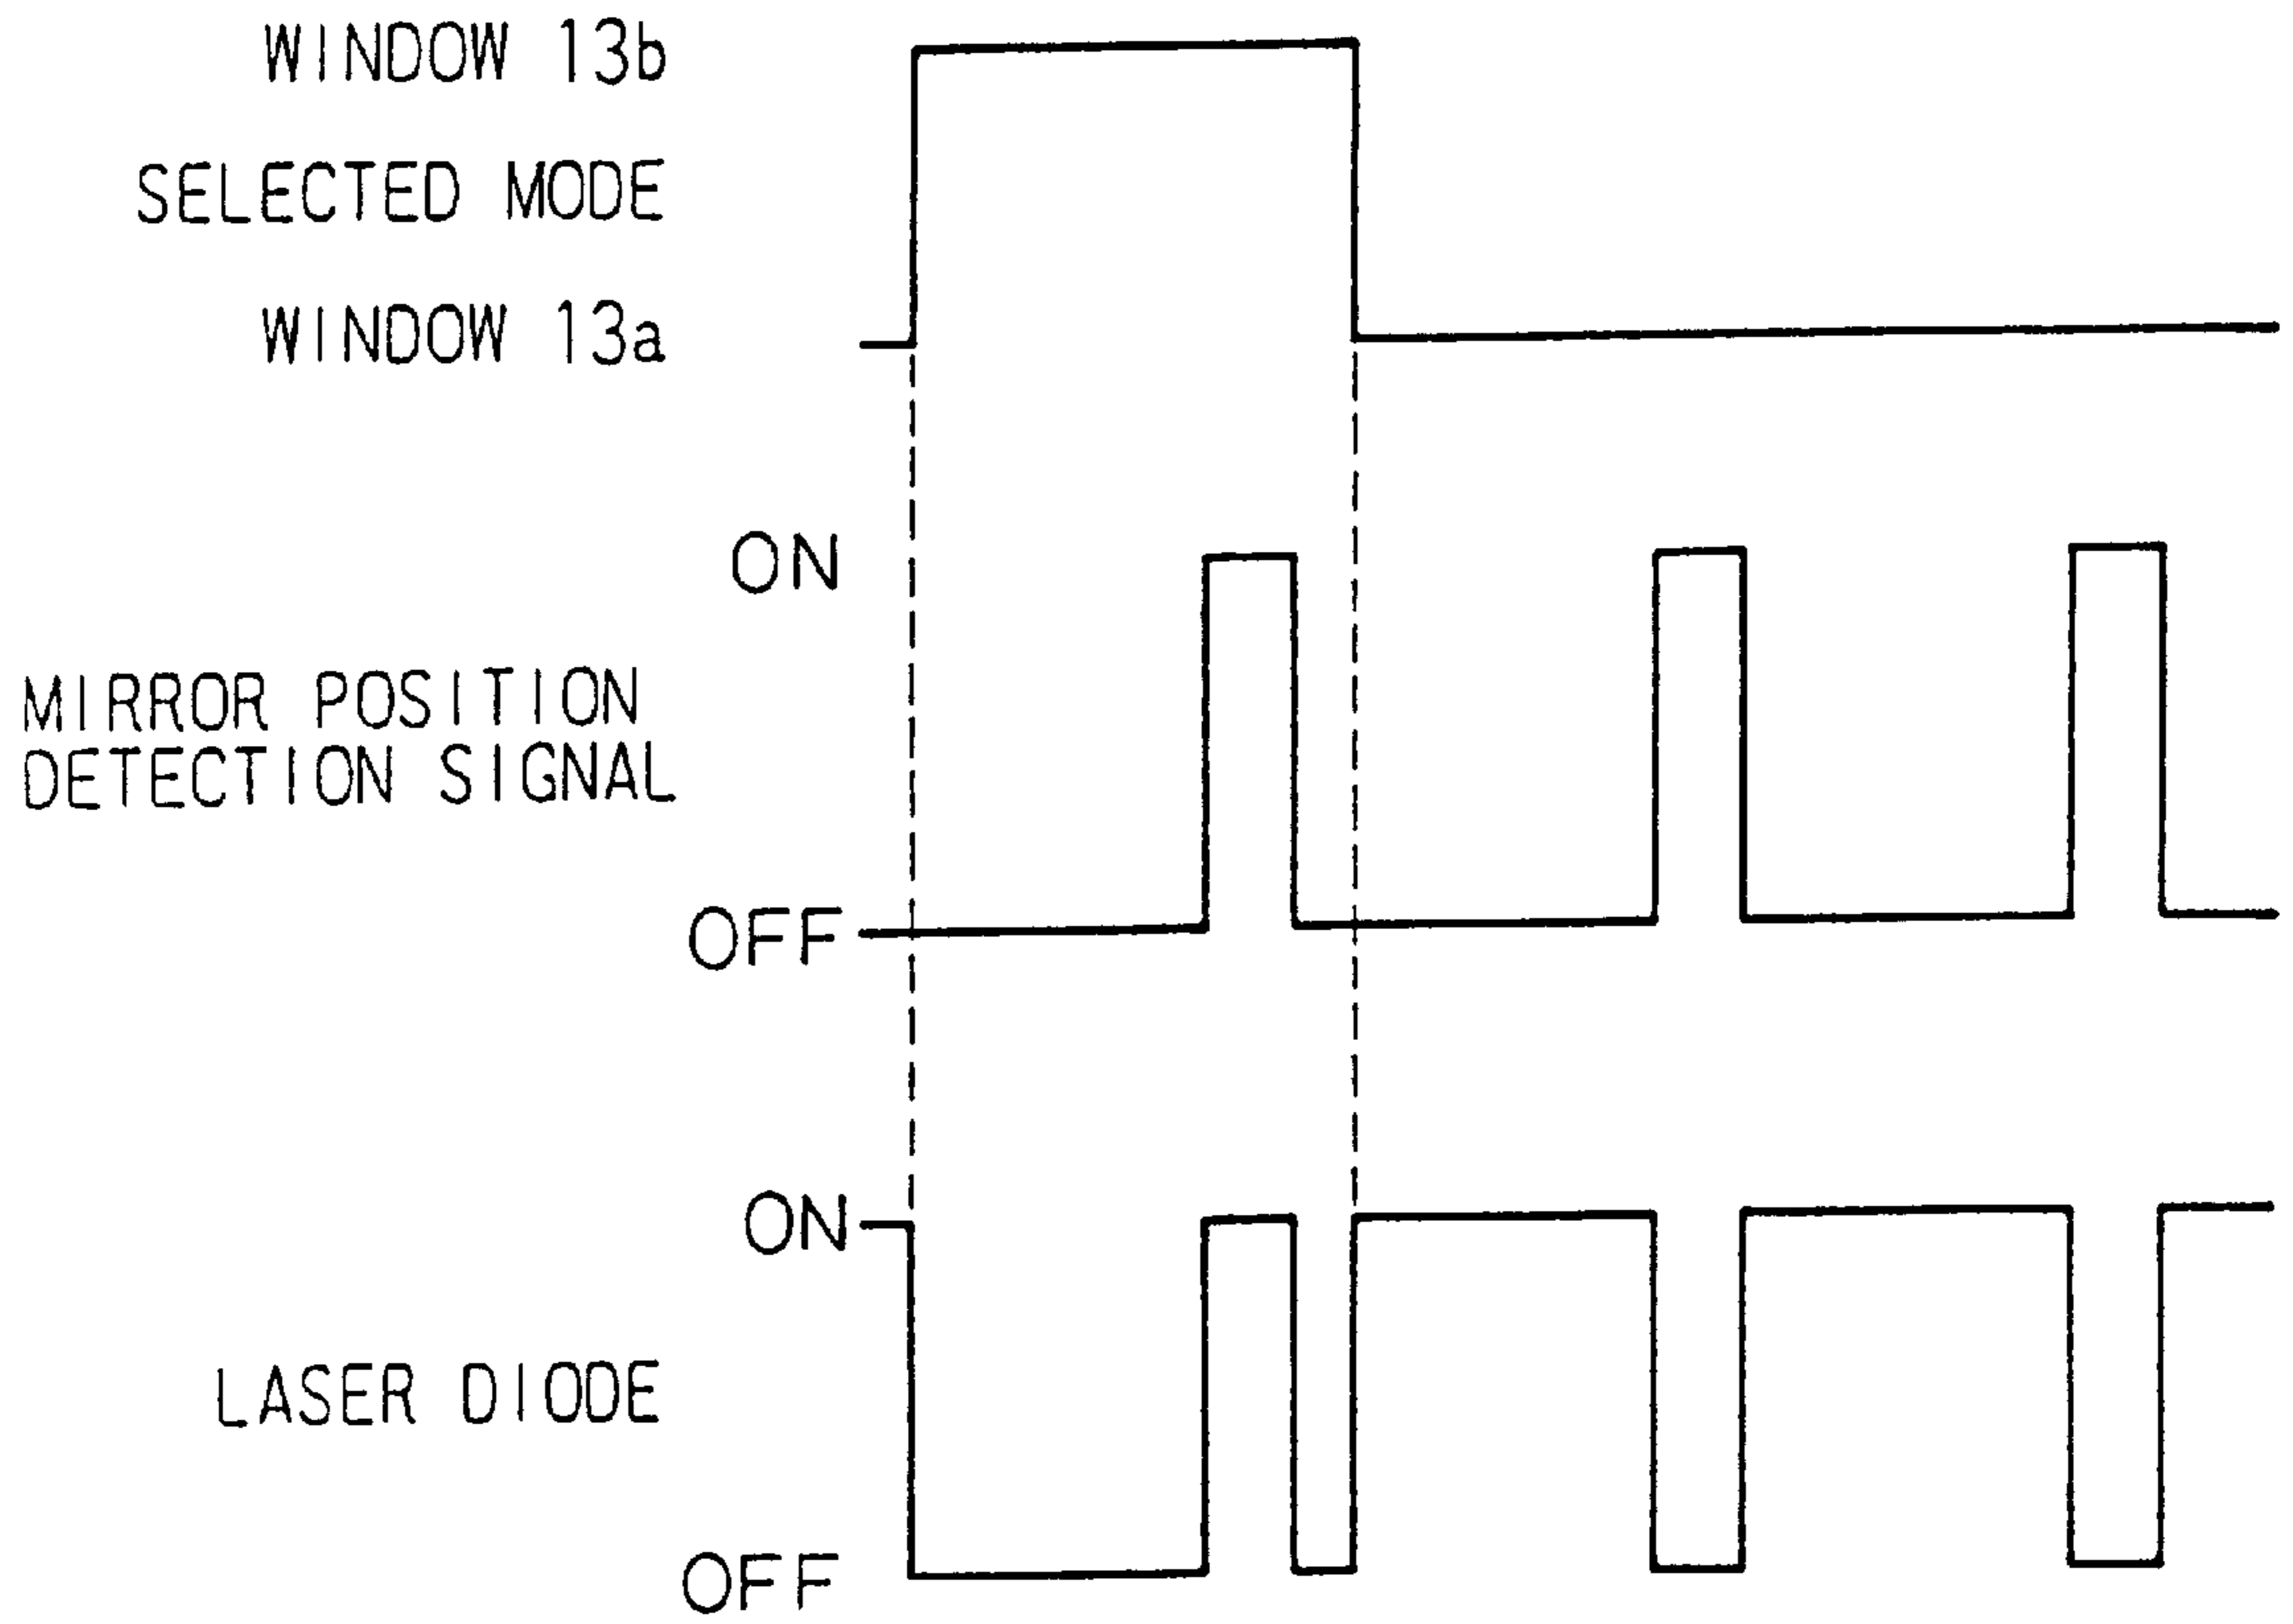 WINDOW 13b
SELECTED MODE
WINDOW 13a
ON
MIRROR POSITION
DETECTION SIGNAL
OFF
ON
LASER DIODE
OFF